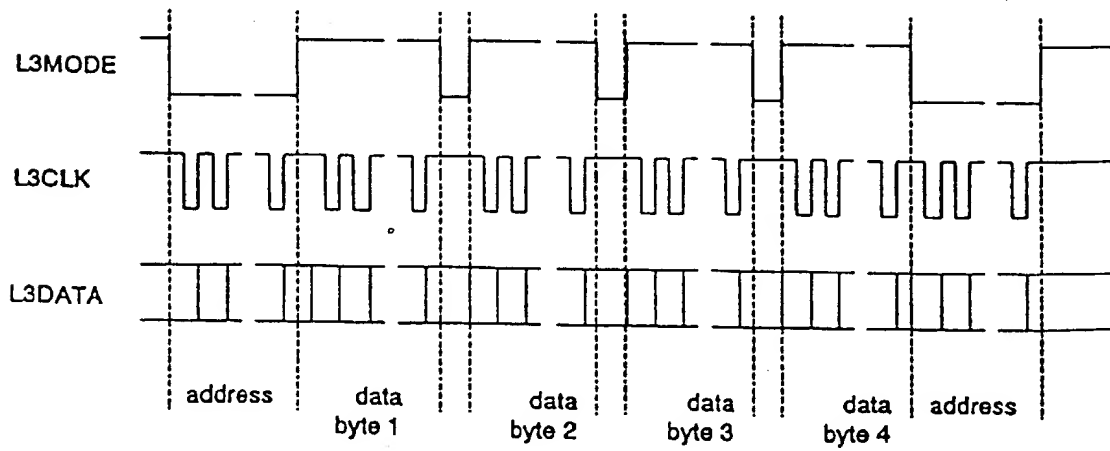 L3MODE
L3CLK
L3DATA
address
data
byte 1
data
byte 2
data
byte 3
data
byte 4
address